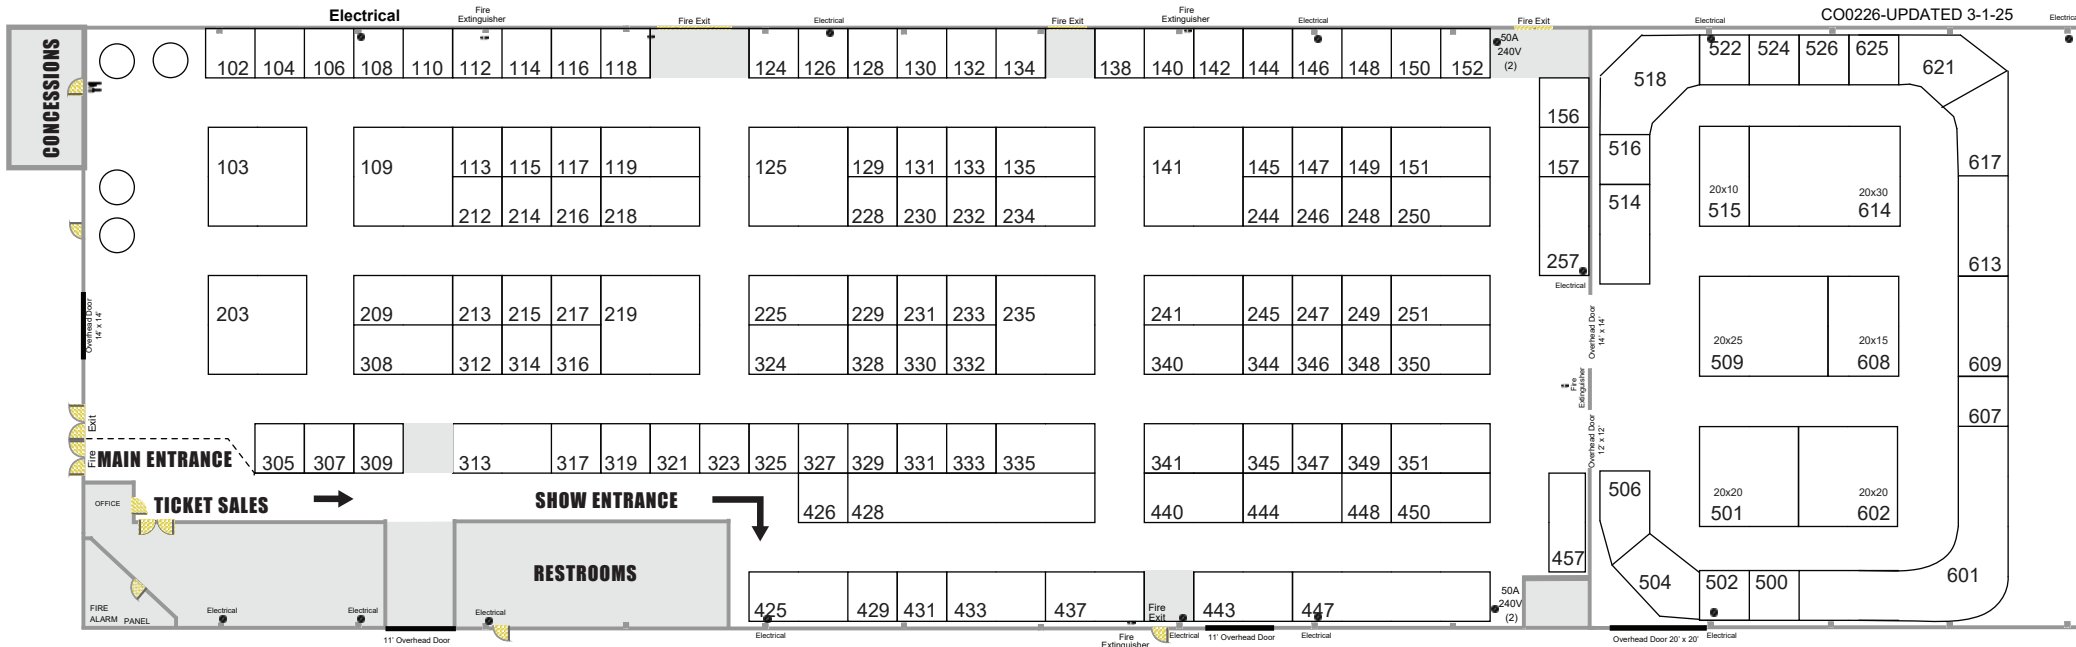 Electrical
Fire
Extinguisher
Fire Exit
Electrical
Fire Exit
Fire
Extinguisher
Electrical
Fire Exit
Electrical
CO0226-UPDATED 3-1-25
Electrical
CONCESSIONS
102 104 106 108 110 112 114 116 118 124 126 128 130 132 134 138 140 142 144 146 148 150 152
50A
240V
(2)
518 522 524 526 625 621
156
103 109 113 115 117 119 125 129 131 133 135 141 145 147 149 151 157 516 617
212 214 216 218 228 230 232 234 244 246 248 250 514
20x10
515
20x30
614
257
Electrical
613
Overhead Door
14' x 14'
203 209 213 215 217 219 225 229 231 233 235 241 245 247 249 251
Overhead Door
14' x 14'
308 312 314 316 324 328 330 332 340 344 346 348 350
20x25
509
20x15
608
609
Fire
Extinguisher
607
Fire Exit
MAIN ENTRANCE
305 307 309 313 317 319 321 323 325 327 329 331 333 335 341 345 347 349 351
Overhead Door
12' x 12'
OFFICE
TICKET SALES
SHOW ENTRANCE
426 428 440 444 448 450 506
20x20
501
20x20
602
457
RESTROOMS
504 502 500 601
FIRE
ALARM PANEL
Electrical
Electrical
Electrical
425 429 431 433 437
Fire
Exit
443 447
50A
240V
(2)
11' Overhead Door
Electrical
Fire
Extinguisher
Electrical
11' Overhead Door
Electrical
Overhead Door 20' x 20'
Electrical